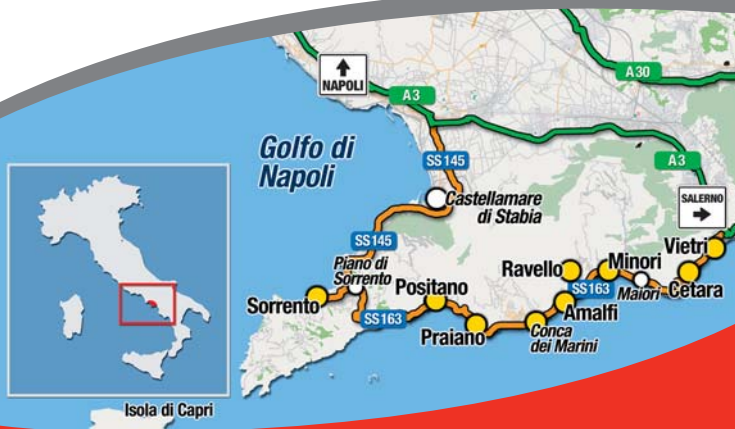 NAPOLI
A3
A30
Golfo di
Napoli
SS145
A3
Castellamare
di Stabia
SALERNO
SS145
Piano di
Sorrento
Vietri
Ravello
Minori
Sorrento
Positano
SS163
Maiori
Cetara
SS163
Amalfi
Praiano
Conca
dei Marini
Isola di Capri